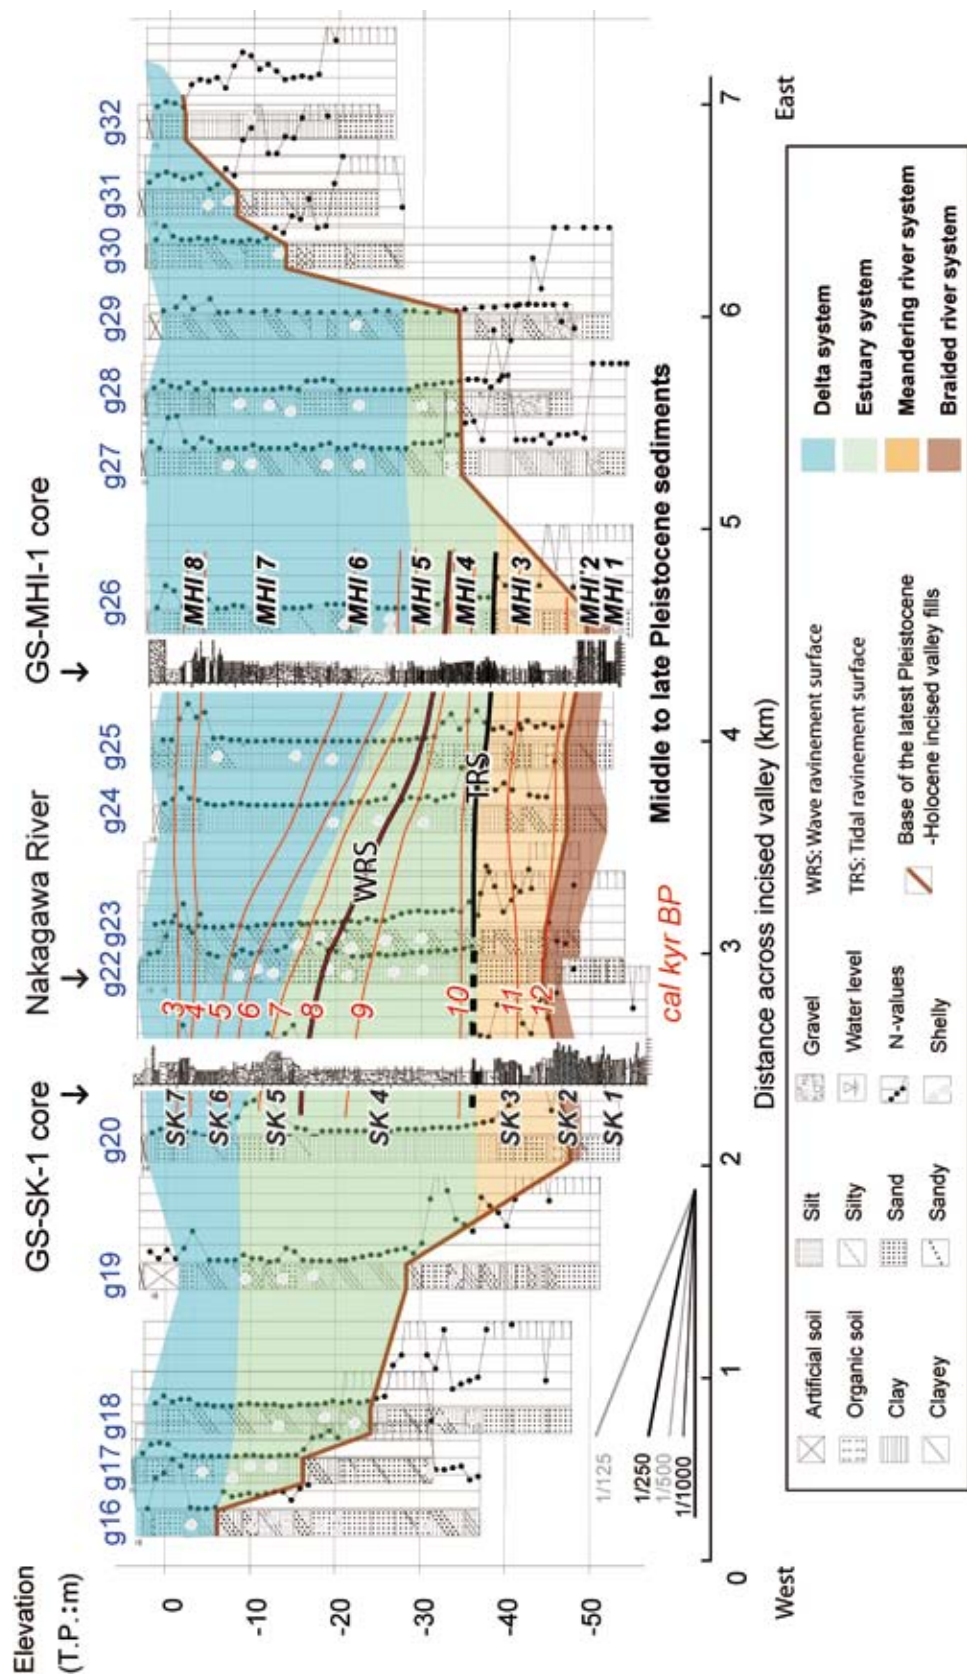 Elevation
(T.P.:m)
GS-SK-1 core
Nakagawa River
GS-MHI-1 core
g16
g17
g18
g19
g20
g22
g23
g24
g25
g26
g27
g28
g29
g30
g31
g32
0
-10
-20
-30
-40
-50
SK 7
SK 6
SK 5
SK 4
SK 3
SK 2
SK 1
3
4
5
6
7
8
9
10
11
12
cal kyr BP
WRS
TRS
MHI 8
MHI 7
MHI 6
MHI 5
MHI 4
MHI 3
MHI 2
MHI 1
Middle to late Pleistocene sediments
1/125
1/250
1/500
1/1000
0
1
2
3
4
5
6
7
West
Distance across incised valley (km)
East
Artificial soil
Silt
Gravel
WRS: Wave ravinement surface
Delta system
Organic soil
Silty
Water level
TRS: Tidal ravinement surface
Estuary system
Clay
Sand
N-values
Base of the latest Pleistocene
-Holocene incised valley fills
Meandering river system
Clayey
Sandy
Shelly
Braided river system